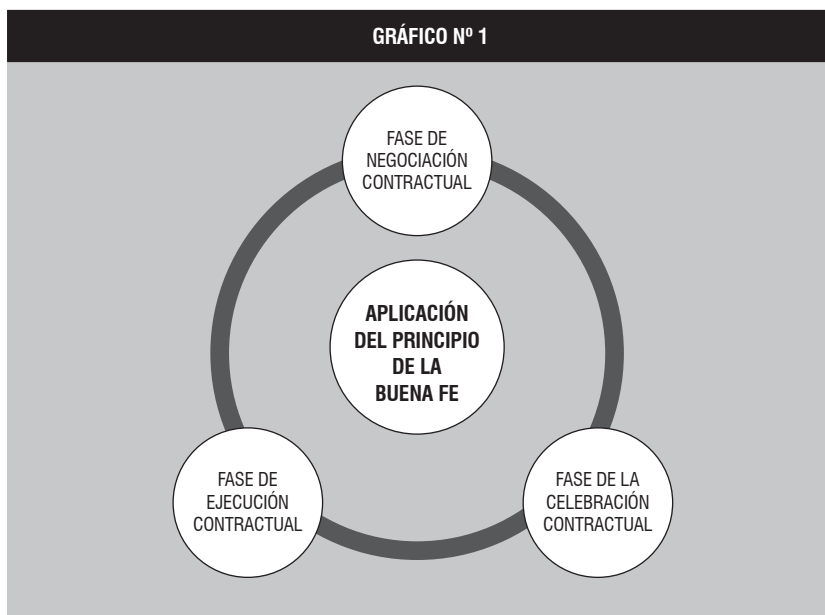 GRÁFICO Nº 1
FASE DE
NEGOCIACIÓN
CONTRACTUAL
APLICACIÓN
DEL PRINCIPIO
DE LA
BUENA FE
FASE DE
EJECUCIÓN
CONTRACTUAL
FASE DE LA
CELEBRACIÓN
CONTRACTUAL